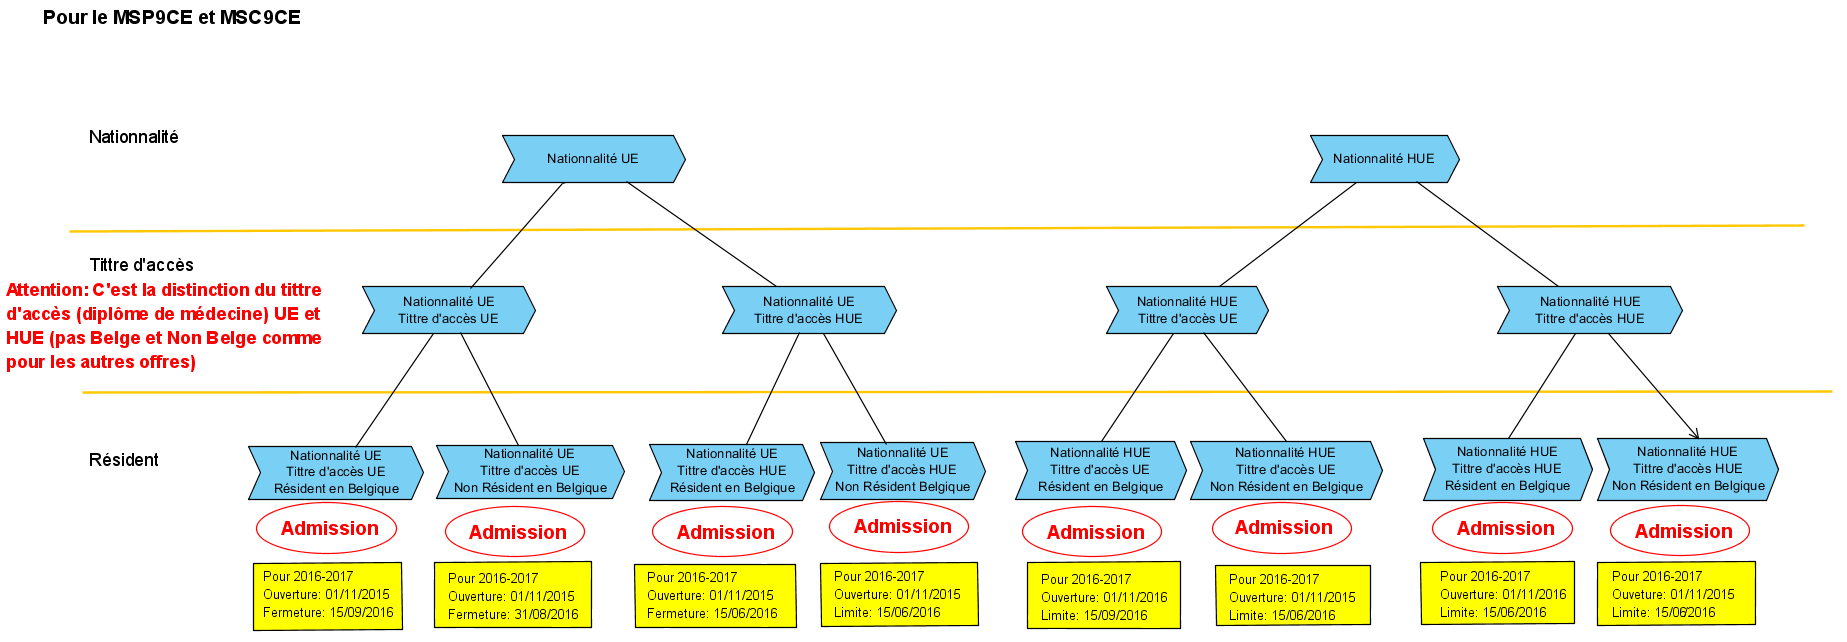 Pour le MSP9CE et MSC9CE
Nationnalité
Nationnalité UE
Nationnalité HUE
Tittre d'accès
Attention: C'est la distinction du tittre
d'accès (diplôme de médecine) UE et
HUE (pas Belge et Non Belge comme
pour les autres offres)
Nationnalité UE
Tittre d'accès UE
Nationnalité UE
Tittre d'accès HUE
Nationnalité HUE
Tittre d'accès UE
Nationnalité HUE
Tittre d'accès HUE
Résident
Nationnalité UE
Tittre d'accès UE
Résident en Belgique
Nationnalité UE
Tittre d'accès UE
Non Résident en Belgique
Nationnalité UE
Tittre d'accès HUE
Résident en Belgique
Nationnalité UE
Tittre d'accès HUE
Non Résident Belgique
Nationnalité HUE
Tittre d'accès UE
Résident en Belgique
Nationnalité HUE
Tittre d'accès UE
Non Résident en Belgique
Nationnalité HUE
Tittre d'accès HUE
Résident en Belgique
Nationnalité HUE
Tittre d'accès HUE
Non Résident en Belgique
Admission
Admission
Admission
Admission
Admission
Admission
Admission
Admission
Pour 2016-2017
Ouverture: 01/11/2015
Fermeture: 15/09/2016
Pour 2016-2017
Ouverture: 01/11/2015
Fermeture: 31/08/2016
Pour 2016-2017
Ouverture: 01/11/2015
Fermeture: 15/06/2016
Pour 2016-2017
Ouverture: 01/11/2015
Limite: 15/06/2016
Pour 2016-2017
Ouverture: 01/11/2016
Limite: 15/09/2016
Pour 2016-2017
Ouverture: 01/11/2015
Limite: 15/06/2016
Pour 2016-2017
Ouverture: 01/11/2016
Limite: 15/06/2016
Pour 2016-2017
Ouveture: 01/11/2015
Limite: 15/06/2016